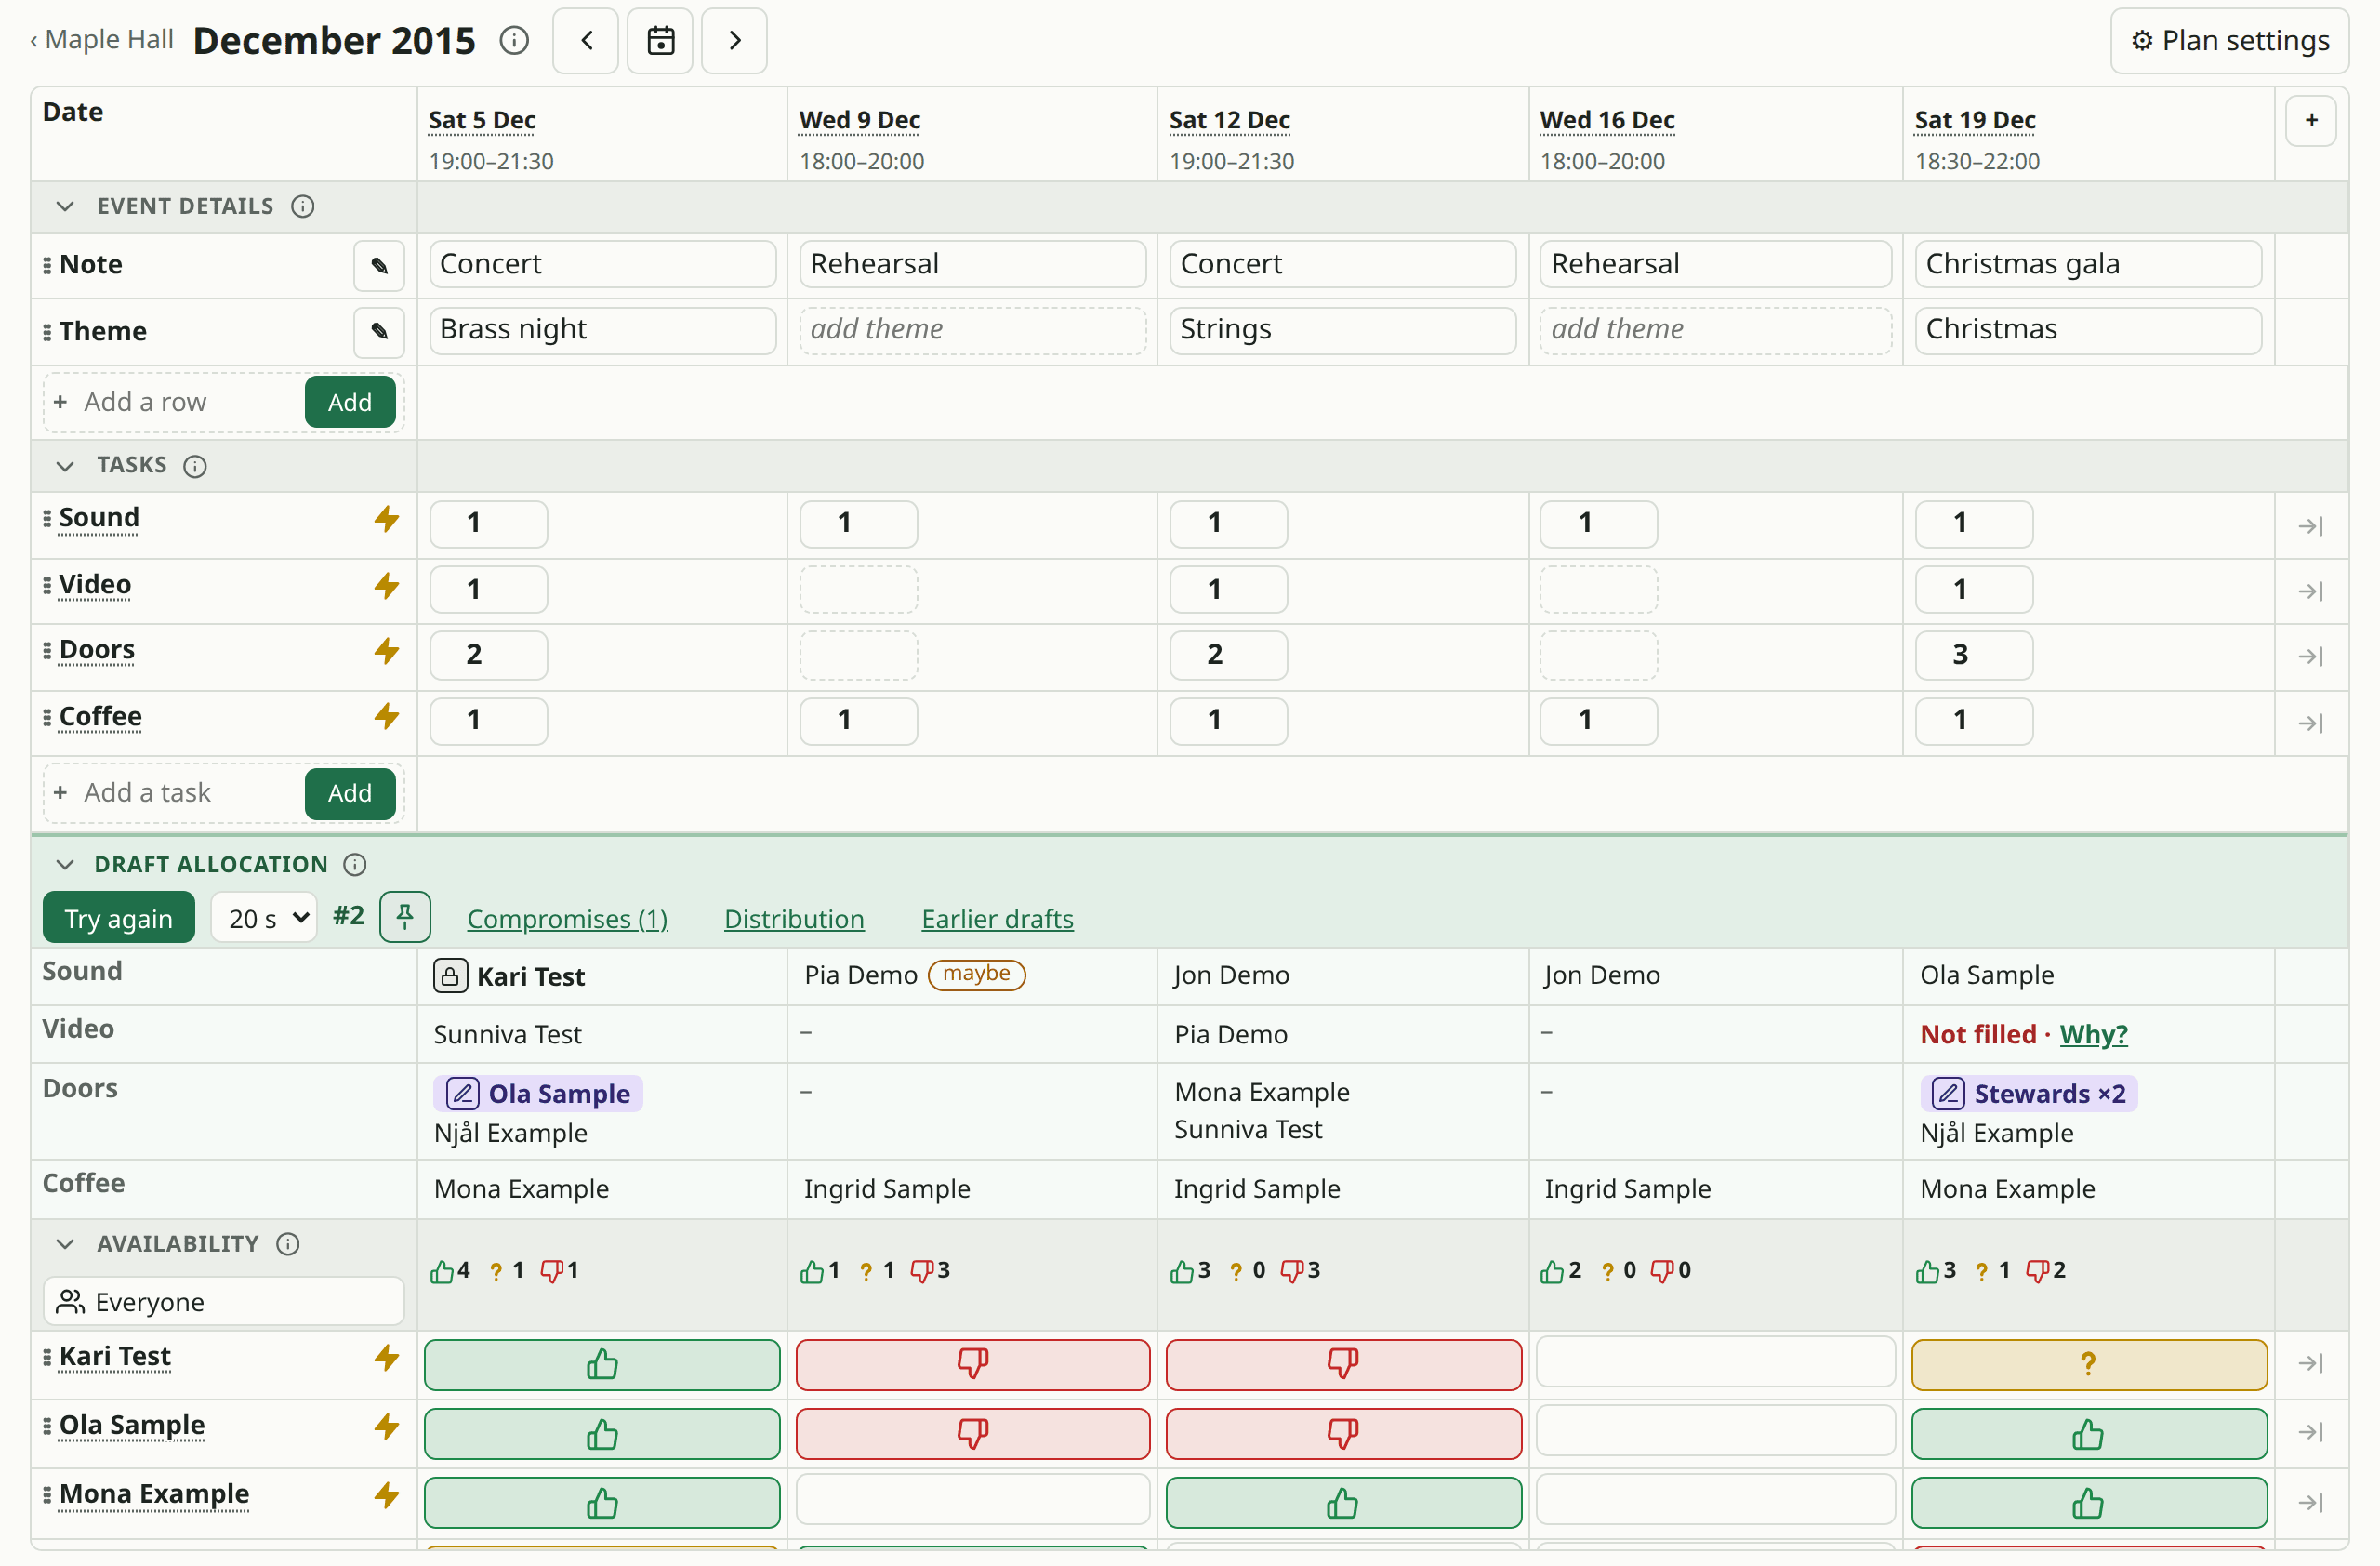 ‹ Maple Hall December 2015 ⚙ Plan settings
Date Sat 5 Dec Wed 9 Dec Sat 12 Dec Wed 16 Dec Sat 19 Dec +
19:00–21:30 18:00–20:00 19:00–21:30 18:00–20:00 18:30–22:00
EVENT DETAILS
Note Concert Rehearsal Concert Rehearsal Christmas gala
Theme Brass night add theme Strings add theme Christmas
+ Add a row Add
TASKS
Sound 1 1 1 1 1
Video 1 1 1
Doors 2 2 3
Coffee 1 1 1 1 1
+ Add a task Add
DRAFT ALLOCATION
Try again 20 s #2 Compromises (1) Distribution Earlier drafts
Sound Kari Test Pia Demo maybe Jon Demo Jon Demo Ola Sample
Video Sunniva Test – Pia Demo – Not filled · Why?
Doors Ola Sample – Mona Example – Stewards ×2
Njål Example Sunniva Test Njål Example
Coffee Mona Example Ingrid Sample Ingrid Sample Ingrid Sample Mona Example
AVAILABILITY
4 ? 1 1 1 ? 1 3 3 ? 0 3 2 ? 0 0 3 ? 1 2
Everyone
Kari Test ?
Ola Sample
Mona Example